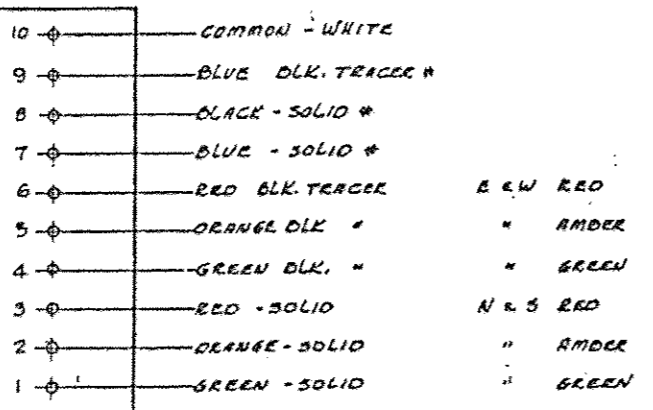 10 COMMON - WHITE
9 BLUE BLK. TRACER *
8 BLACK - SOLID *
7 BLUE - SOLID *
6 RED BLK. TRACER E & W RED
5 ORANGE BLK " " AMBER
4 GREEN BLK. " " GREEN
3 RED - SOLID N & S RED
2 ORANGE - SOLID " AMBER
1 GREEN - SOLID " GREEN